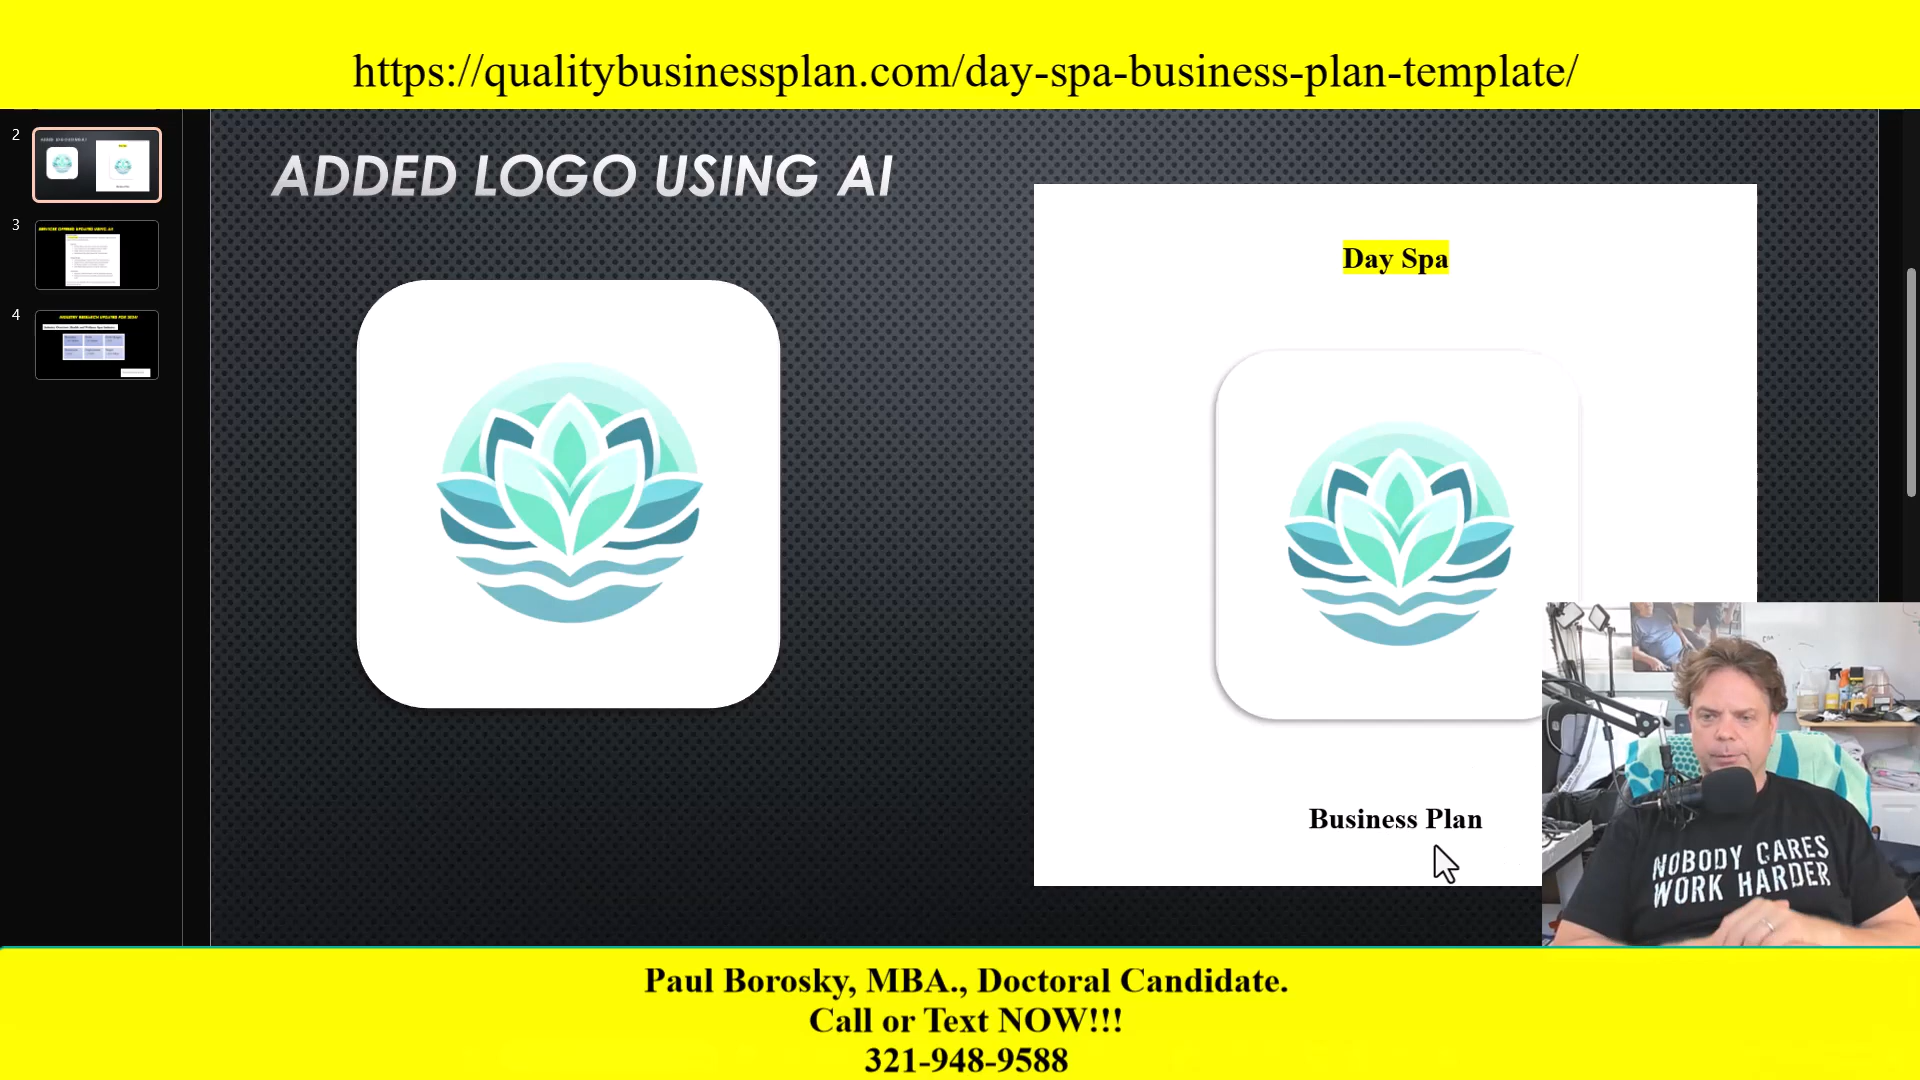 https://qualitybusinessplan.com/day-spa-business-plan-template/
2
3
4
ADDED LOGO USING AI
Day Spa
Business Plan
NOBODY CARES
WORK HARDER
Paul Borosky, MBA., Doctoral Candidate.
Call or Text NOW!!!
321-948-9588